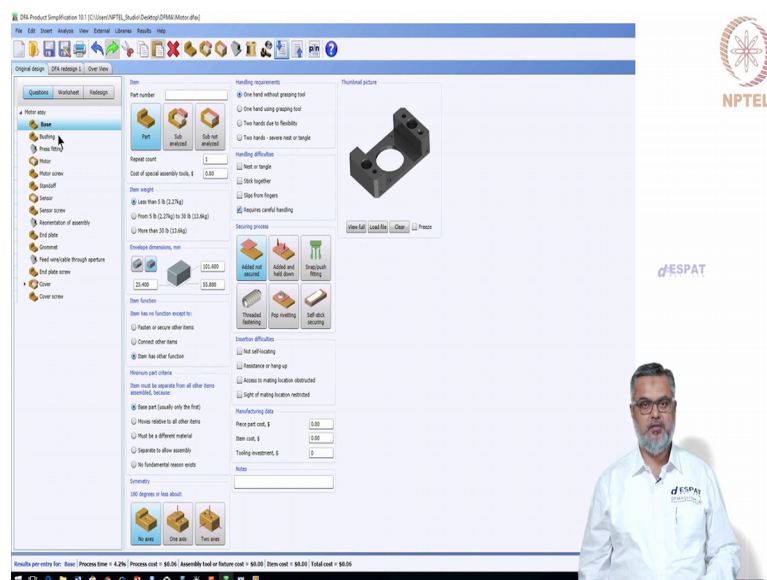 DFA Product Simplification 10.1 [C:\Users\NPTEL_Studio\Desktop\DFMA\Motor.dfax]
File Edit Insert Analysis View External Libraries Results Help
Original design DFA redesign 1 Over View
Questions Worksheet Redesign
Motor assy
Base
Bushing
Press fitting
Motor
Motor screw
Standoff
Sensor
Sensor screw
Reorientation of assembly
End plate
Grommet
Feed wire/cable through aperture
End plate screw
Cover
Cover screw
Item
Part number
Part
Sub analyzed
Sub not analyzed
Repeat count 1
Cost of special assembly tools, $ 0.00
Item weight
Less than 5 lb (2.27kg)
From 5 lb (2.27kg) to 30 lb (13.6kg)
More than 30 lb (13.6kg)
Envelope dimensions, mm
101.600
25.400
50.800
Item function
Item has no function except to:
Fasten or secure other items
Connect other items
Item has other function
Minimum part criteria
Item must be separate from all other items
assembled, because:
Base part (usually only the first)
Moves relative to all other items
Must be a different material
Separate to allow assembly
No fundamental reason exists
Symmetry
180 degrees or less about:
No axes One axis Two axes
Handling requirements
One hand without grasping tool
One hand using grasping tool
Two hands due to flexibility
Two hands - severe nest or tangle
Handling difficulties
Nest or tangle
Stick together
Slips from fingers
Requires careful handling
Securing process
Added not secured
Added and held down
Snap/push fitting
Threaded fastening
Pop rivetting
Self-stick securing
Insertion difficulties
Not self-locating
Resistance or hang-up
Access to mating location obstructed
Sight of mating location restricted
Manufacturing data
Piece part cost, $ 0.00
Item cost, $ 0.00
Tooling investment, $ 0
Notes
Thumbnail picture
View full Load file Clear Freeze
Results per entry for: Base Process time = 4.29s Process cost = $0.06 Assembly tool or fixture cost = $0.00 Item cost = $0.00 Total cost = $0.06
NPTEL
d'ESPAT
d'ESPAT